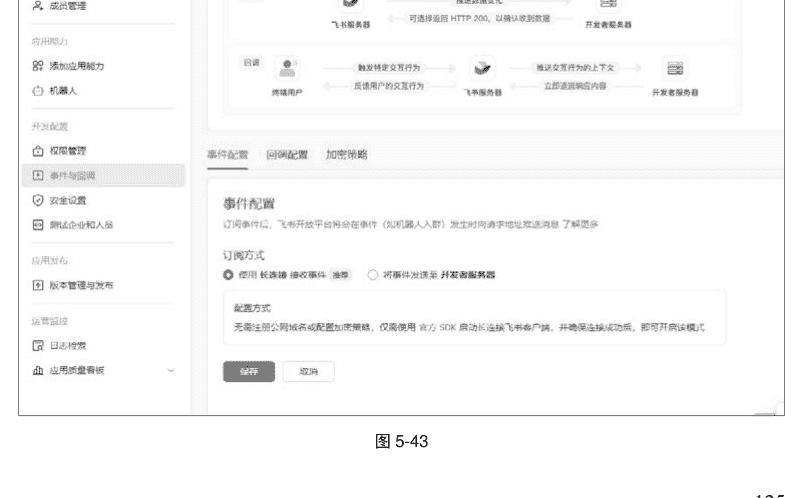 成员管理
推送数据变化
飞书服务器
可选择返回 HTTP 200，以确认收到数据
开发者服务器
应用能力
添加应用能力
机器人
回调
终端用户
触发特定交互行为
反馈用户的交互行为
飞书服务器
推送交互行为的上下文
立即返回响应内容
开发者服务器
开发配置
权限管理
事件与回调
安全设置
测试企业和人员
应用发布
版本管理与发布
运营监控
日志检索
应用质量看板
事件配置 回调配置 加密策略
事件配置
订阅事件后，飞书开放平台将会在事件（如机器人入群）发生时向请求地址推送消息 了解更多
订阅方式
使用 长连接 接收事件 推荐 将事件发送至 开发者服务器
配置方式
无需注册公网域名或配置加密策略，仅需使用 官方 SDK 启动长连接飞书客户端，并确保连接成功后，即可开启该模式
保存 取消
图 5-43